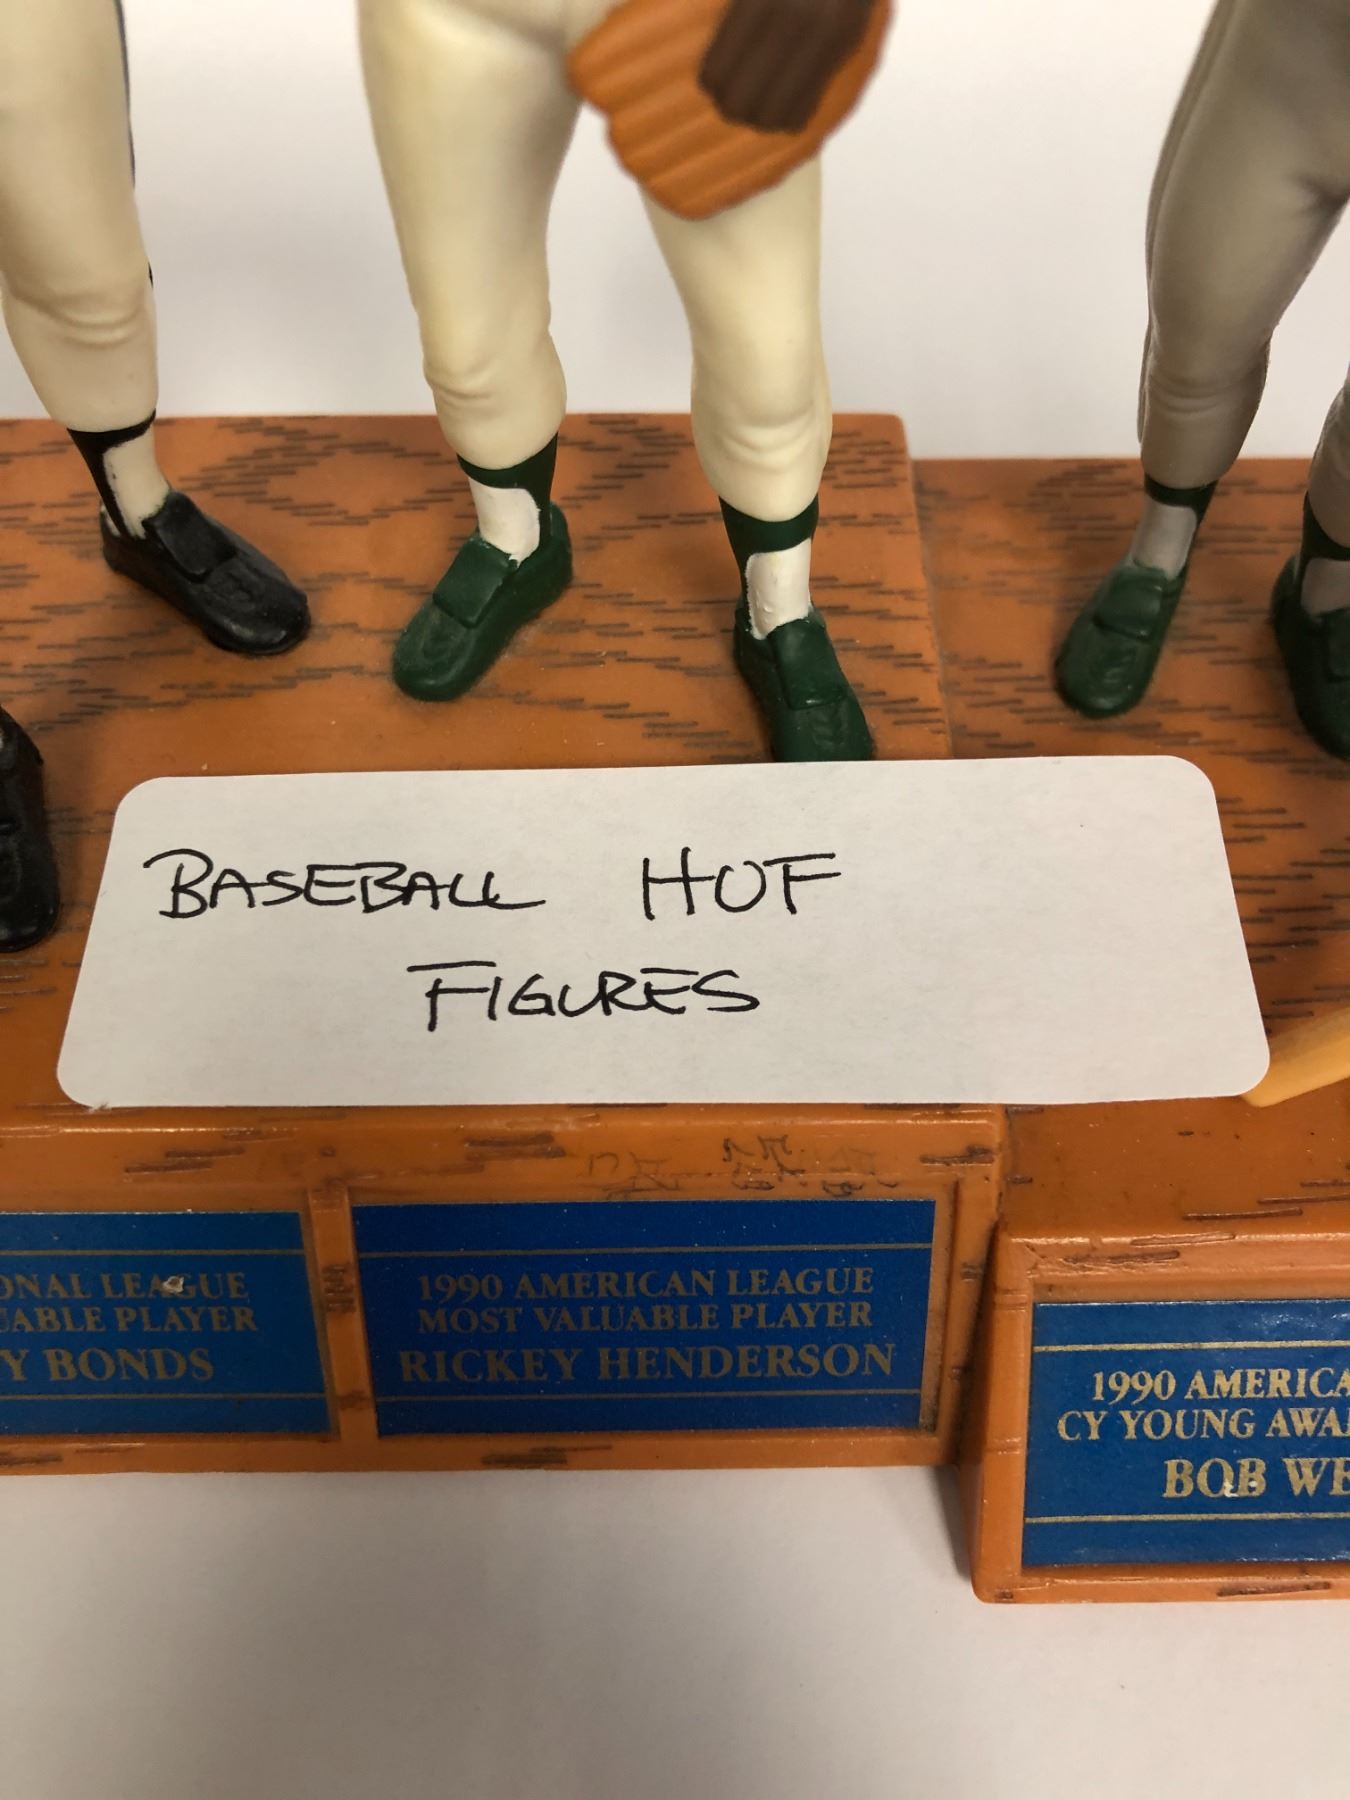 BASEBALL HOF
FIGURES
ONAL LEAGUE
UABLE PLAYER
Y BONDS
1990 AMERICAN LEAGUE
MOST VALUABLE PLAYER
RICKEY HENDERSON
1990 AMERICA
CY YOUNG AWA
BOB WE